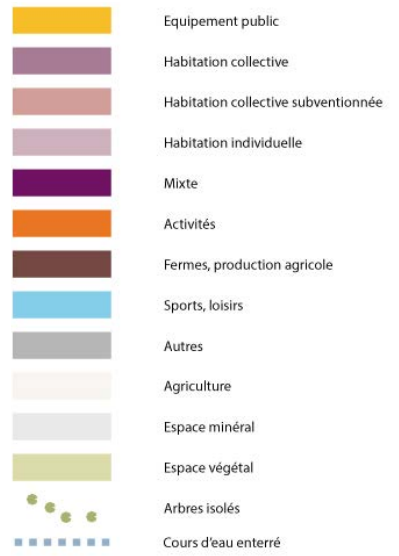 Equipement public
Habitation collective
Habitation collective subventionnée
Habitation individuelle
Mixte
Activités
Fermes, production agricole
Sports, loisirs
Autres
Agriculture
Espace minéral
Espace végétal
Arbres isolés
Cours d'eau enterré